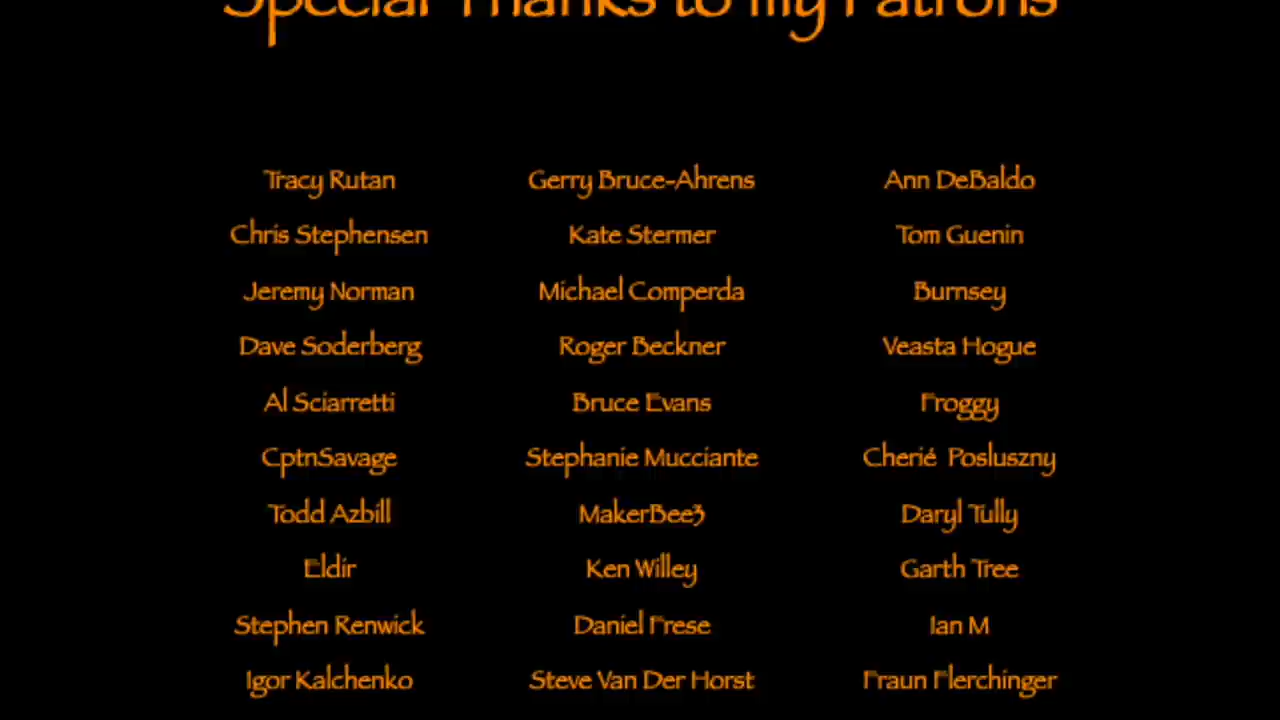 Special Thanks to my Patrons
Tracy Rutan Gerry Bruce-Ahrens Ann DeBaldo
Chris Stephensen Kate Stermer Tom Guenin
Jeremy Norman Michael Comperda Burnsey
Dave Soderberg Roger Beckner Veasta Hogue
Al Sciarretti Bruce Evans Froggy
CptnSavage Stephanie Mucciante Cherié Posluszny
Todd Azbill MakerBee3 Daryl Tully
Eldir Ken Willey Garth Tree
Stephen Renwick Daniel Frese Ian M
Igor Kalchenko Steve Van Der Horst Fraun Flerchinger